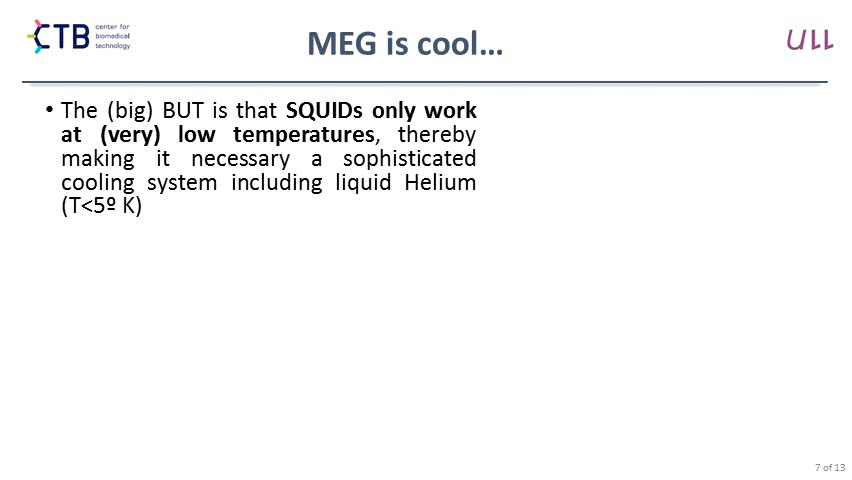 CTB
center for
biomedical
technology
MEG is cool...
ULL
• The (big) BUT is that SQUIDs only work
at (very) low temperatures, thereby
making it necessary a sophisticated
cooling system including liquid Helium
(T<5º K)
7 of 13